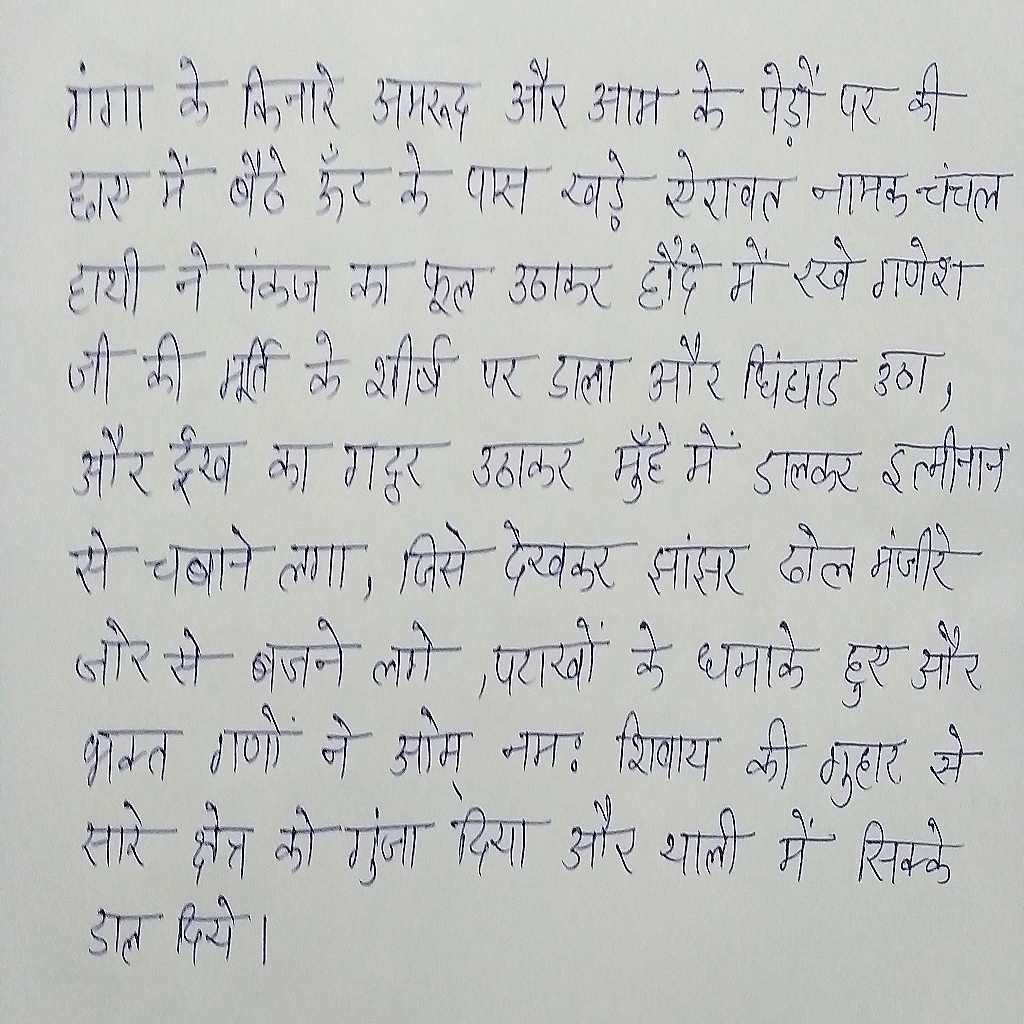 गंगा के किनारे अमरूद और आम के पेड़ों पर की
छाए में बैठे ऊँट के पास खड़े ऐरावत नामक चंचल
हाथी ने पंकज का फूल उठाकर हौदे में रखे गणेश
जी की मूर्ति के शीर्ष पर डाला और चिंघाड उठा,
और ईख का गट्ठर उठाकर मुँह में डालकर इत्मीनान
से चबाने लगा, जिसे देखकर झांझर ढोल मंजीरे
जोर से बजने लगे ,पटाखों के धमाके हुए और
भक्त गणों ने ओम् नमः शिवाय की गुहार से
सारे क्षेत्र को गुंजा दिया और थाली में सिक्के
डाल दिये।